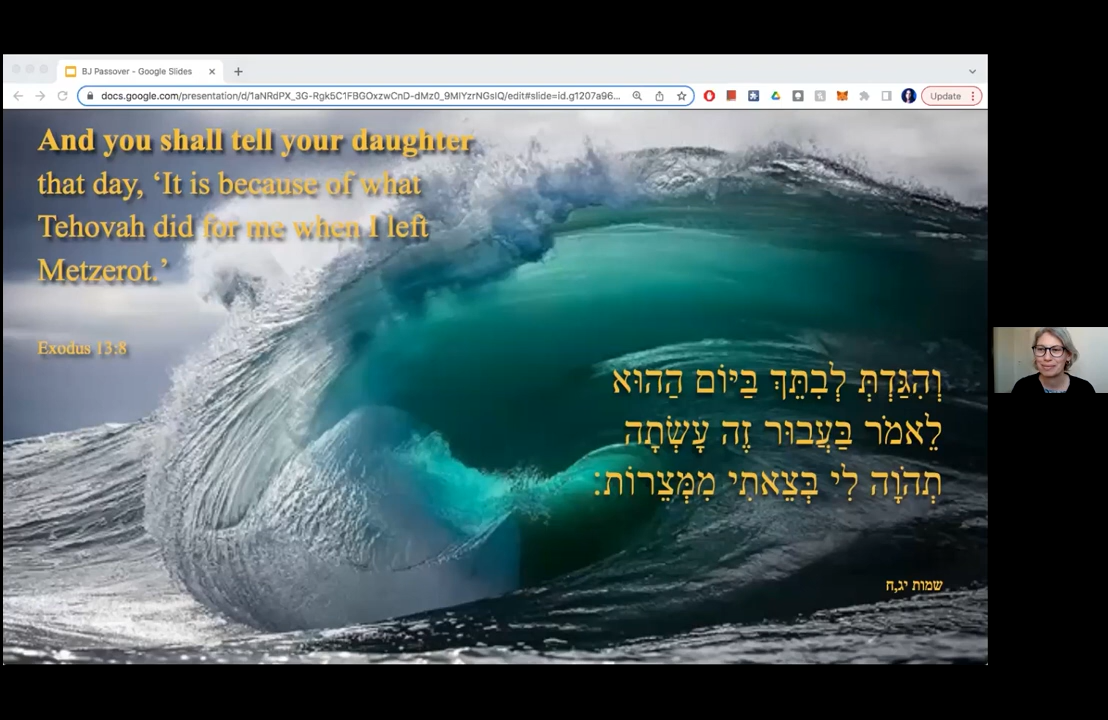 BJ Passover - Google Slides
docs.google.com/presentation/d/1aNRdPX_3G-Rgk5C1FBGOxzwCnD-dMz0_9MIYzrNGsIQ/edit#slide=id.g1207a96...
Update
And you shall tell your daughter
that day, ‘It is because of what
Tehovah did for me when I left
Metzerot.’
Exodus 13:8
וְהִגַּדְתְּ לְבִתֵּךְ בַּיּוֹם הַהוּא
לֵאמֹר בַּעֲבוּר זֶה עָשְׂתָה
תְהֹוָה לִי בְּצֵאתִי מִמְּצֵרוֹת׃
שמות יג,ח